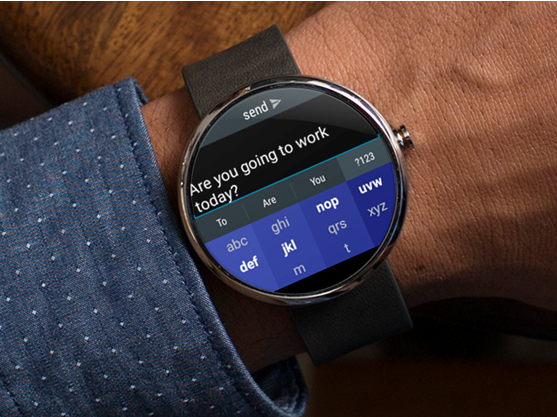 send
Are you going to work
today?
To Are You ?123
abc ghi nop uvw
def jkl qrs xyz
m t